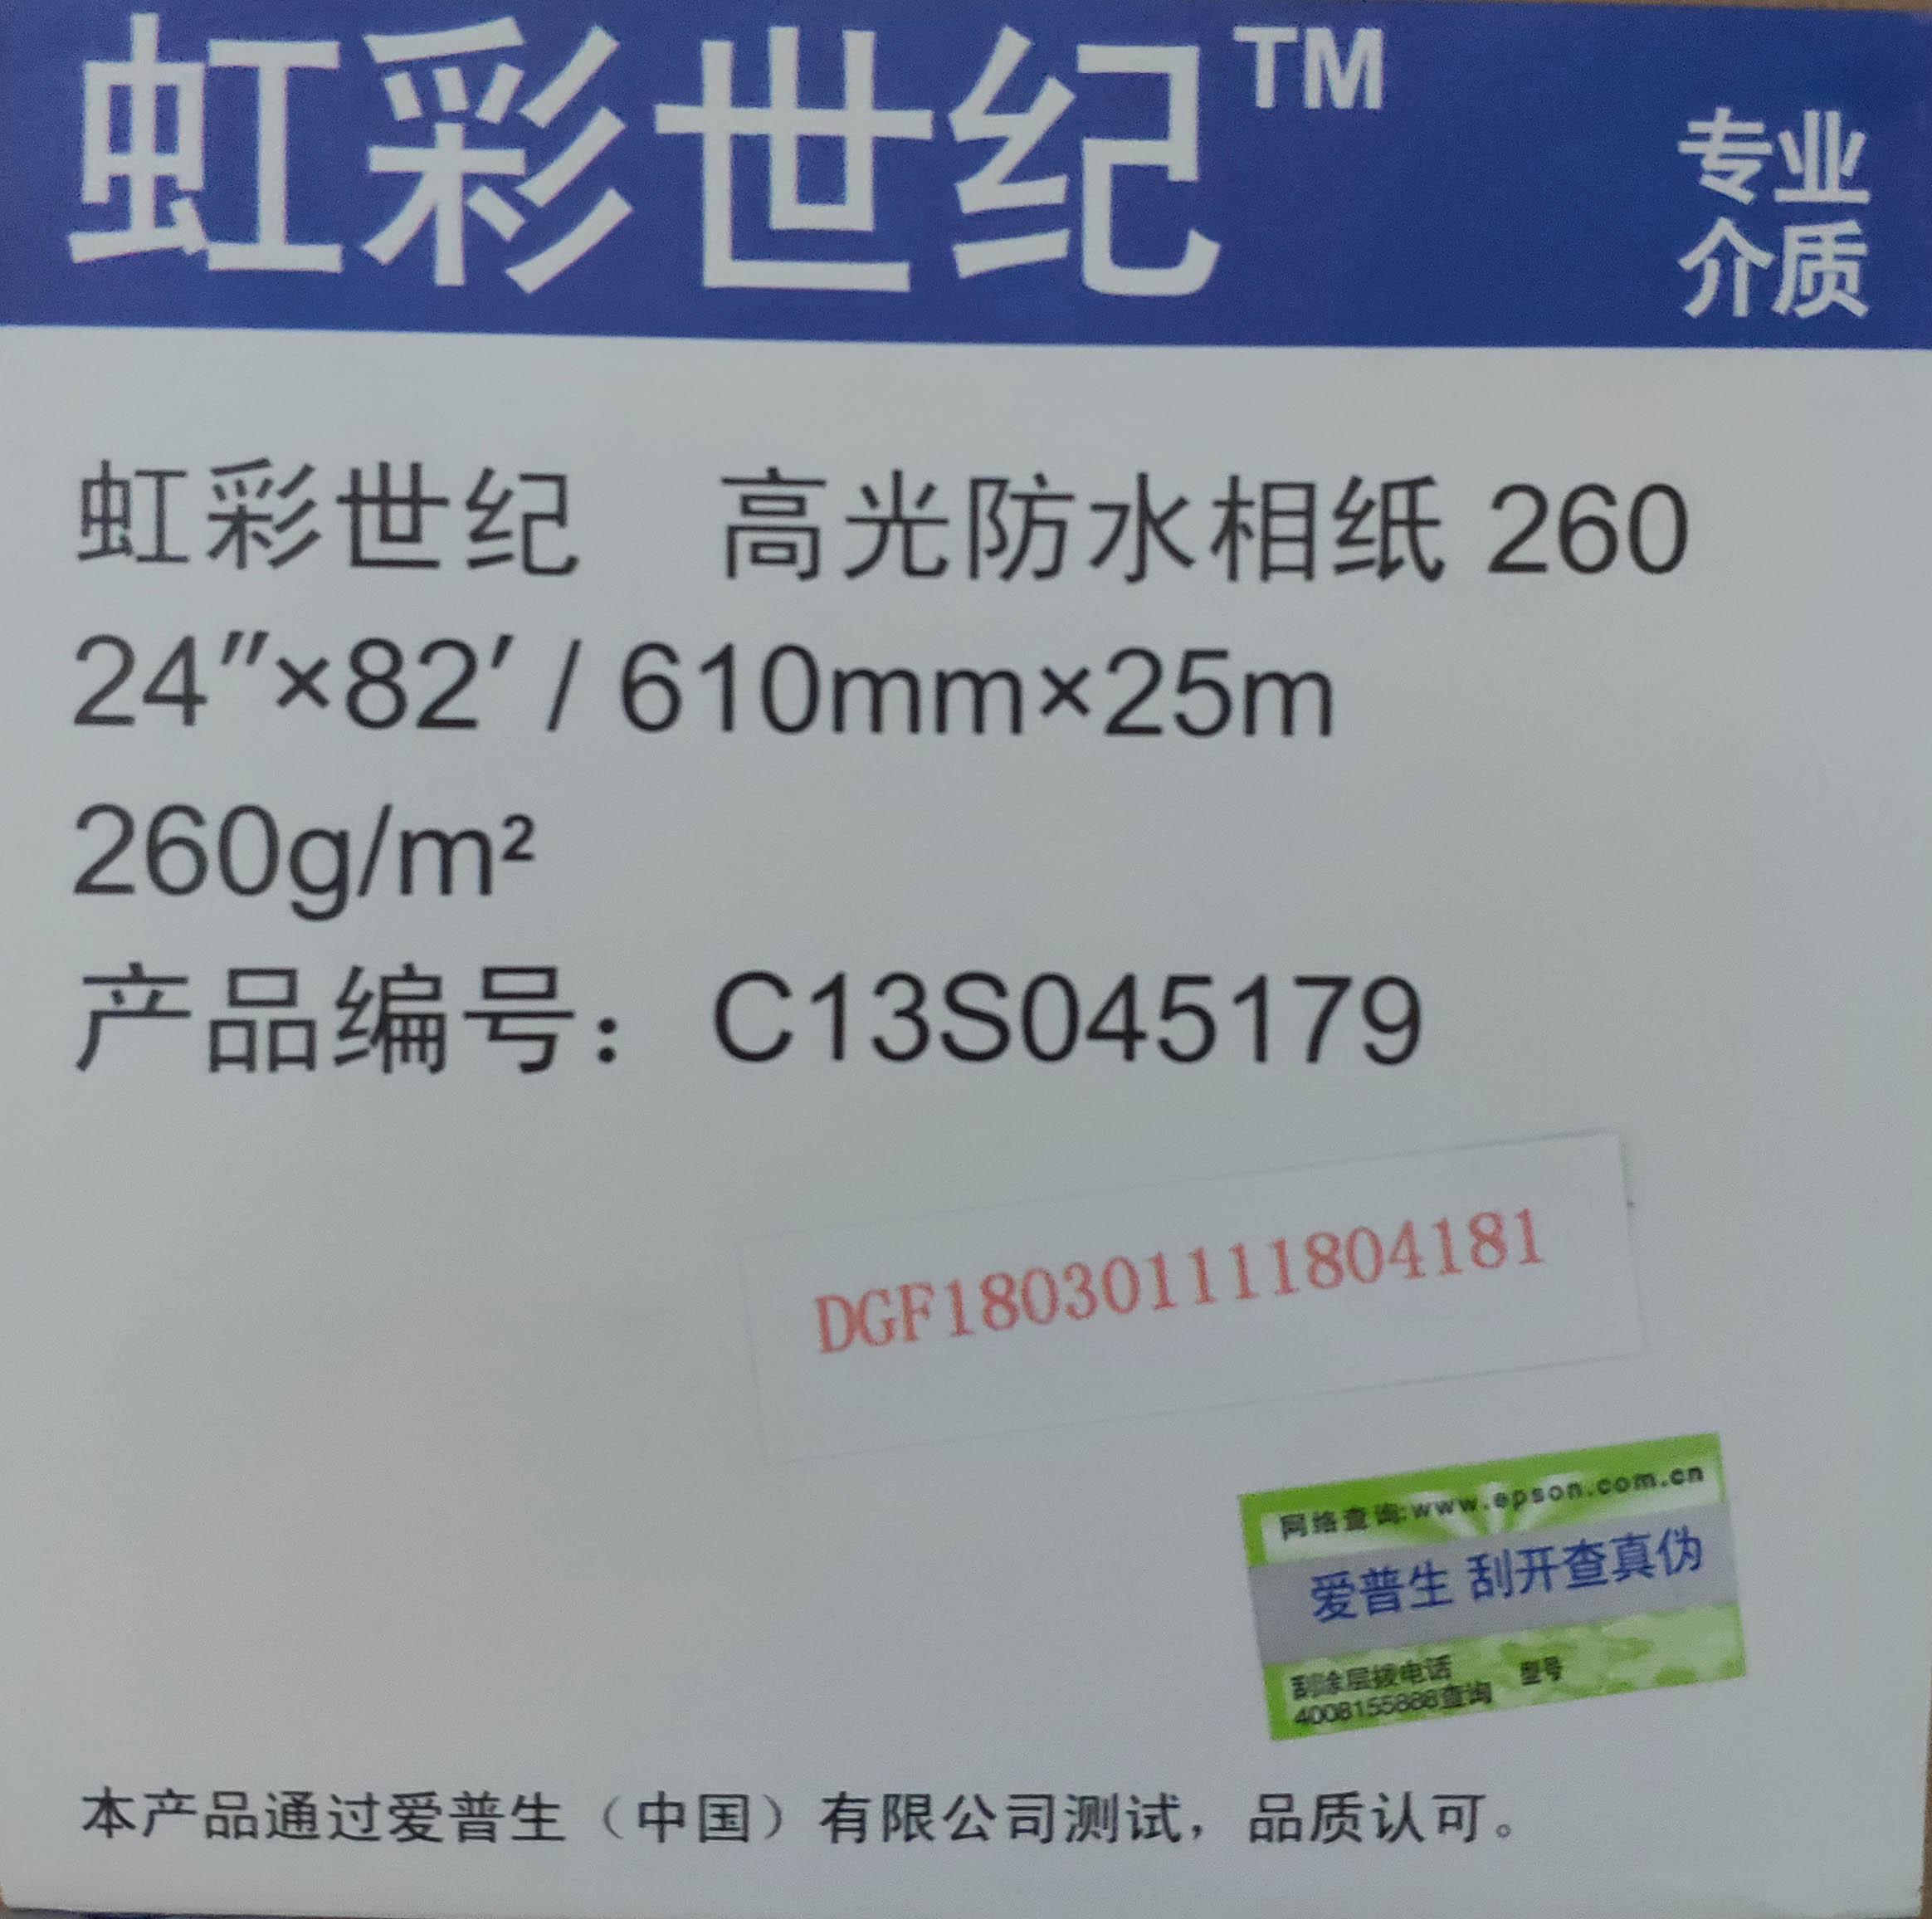 虹彩世纪™
专业
介质
虹彩世纪 高光防水相纸 260
24″×82′ / 610mm×25m
260g/m²
产品编号： C13S045179
DGF180301111804181
网络查询:www.epson.com.cn
爱普生 刮开查真伪
刮涂层拨电话 型号
4008155888查询
本产品通过爱普生（中国）有限公司测试，品质认可。